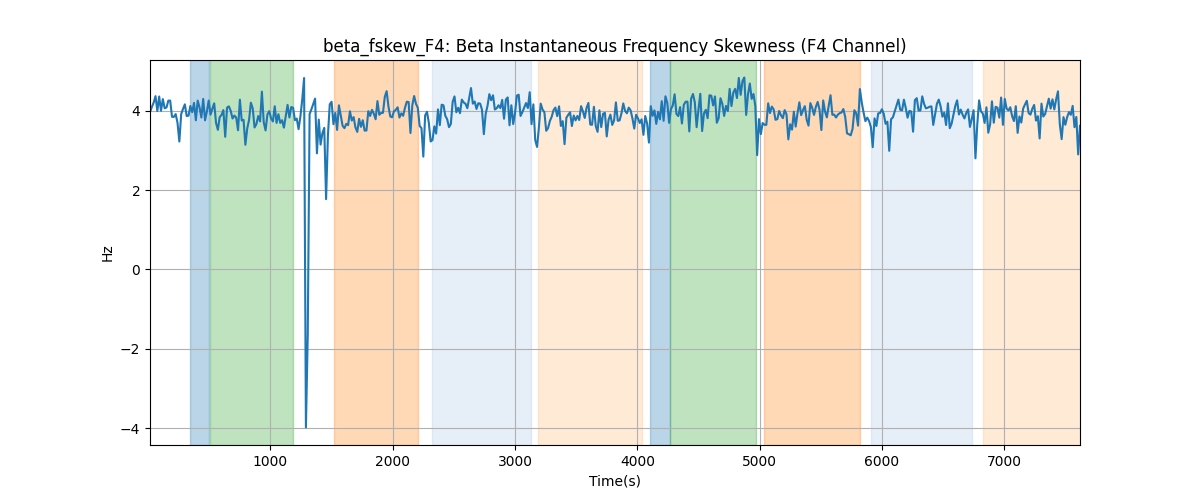 beta_fskew_F4: Beta Instantaneous Frequency Skewness (F4 Channel)
4
2
0
−2
−4
Hz
1000 2000 3000 4000 5000 6000 7000
Time(s)